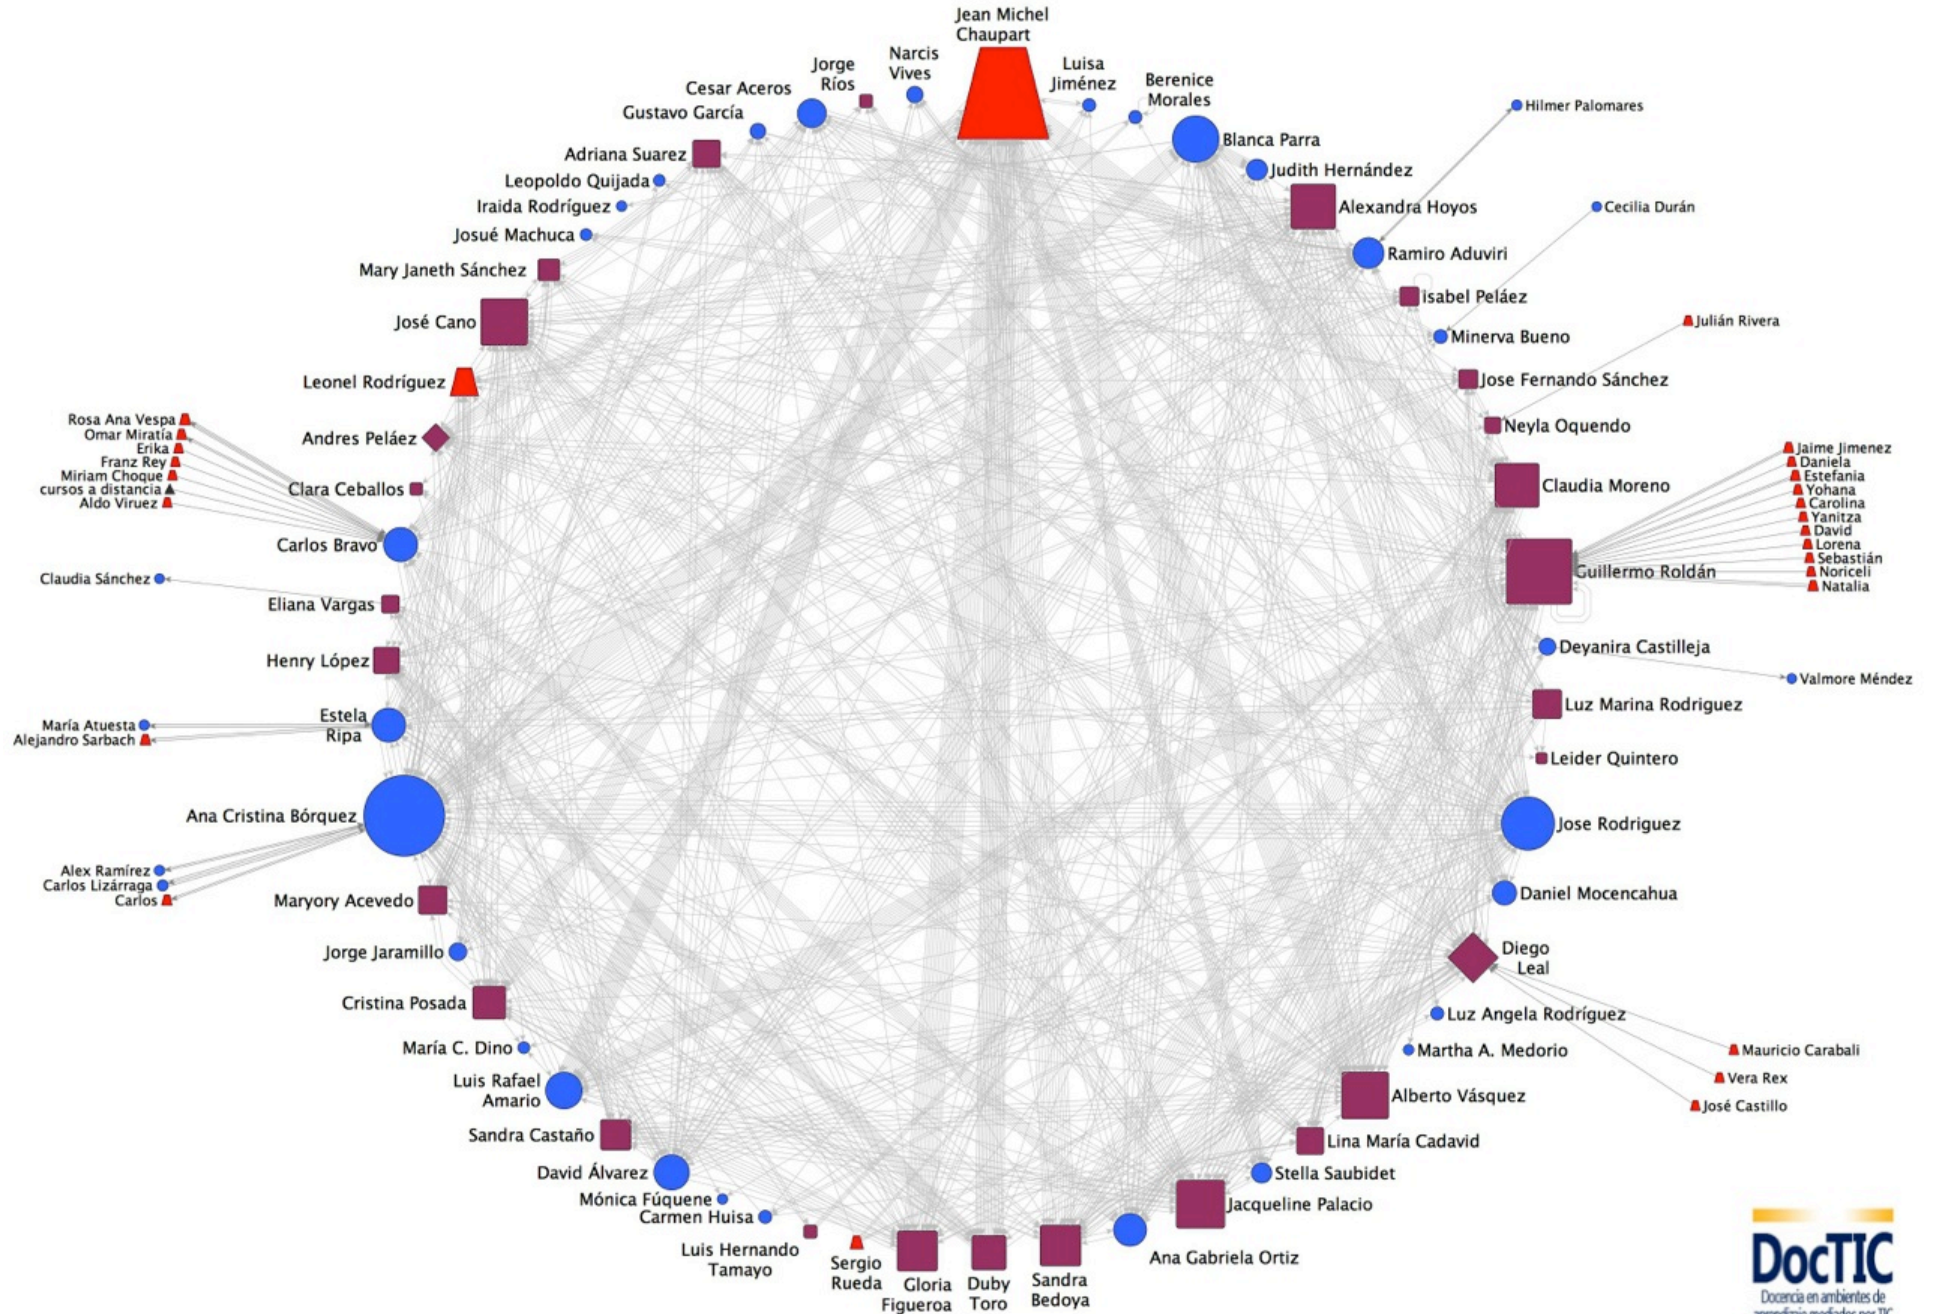 Jean Michel
Chaupart
Narcis
Vives
Jorge
Ríos
Cesar Aceros
Gustavo García
Adriana Suarez
Leopoldo Quijada
Iraida Rodríguez
Josué Machuca
Mary Janeth Sánchez
José Cano
Leonel Rodríguez
Andres Peláez
Clara Ceballos
Carlos Bravo
Rosa Ana Vespa
Omar Miratía
Erika
Franz Rey
Miriam Choque
cursos a distancia
Aldo Viruez
Claudia Sánchez
Eliana Vargas
Henry López
Estela
Ripa
María Atuesta
Alejandro Sarbach
Ana Cristina Bórquez
Alex Ramírez
Carlos Lizárraga
Carlos
Maryory Acevedo
Jorge Jaramillo
Cristina Posada
María C. Dino
Luis Rafael
Amario
Sandra Castaño
David Álvarez
Mónica Fúquene
Carmen Huisa
Luis Hernando
Tamayo
Sergio
Rueda
Gloria
Figueroa
Duby
Toro
Sandra
Bedoya
Ana Gabriela Ortiz
Jacqueline Palacio
Stella Saubidet
Lina María Cadavid
Alberto Vásquez
Martha A. Medorio
Luz Angela Rodríguez
Diego
Leal
Mauricio Carabali
Vera Rex
José Castillo
Daniel Mocencahua
Jose Rodriguez
Leider Quintero
Luz Marina Rodriguez
Valmore Méndez
Deyanira Castilleja
Guillermo Roldán
Jaime Jimenez
Daniela
Estefania
Yohana
Carolina
Yanitza
David
Lorena
Sebastián
Noriceli
Natalia
Claudia Moreno
Neyla Oquendo
Julián Rivera
Jose Fernando Sánchez
Minerva Bueno
Cecilia Durán
isabel Peláez
Ramiro Aduviri
Hilmer Palomares
Alexandra Hoyos
Judith Hernández
Blanca Parra
Berenice
Morales
Luisa
Jiménez
DocTIC
Docencia en ambientes de
aprendizaje mediados por TIC